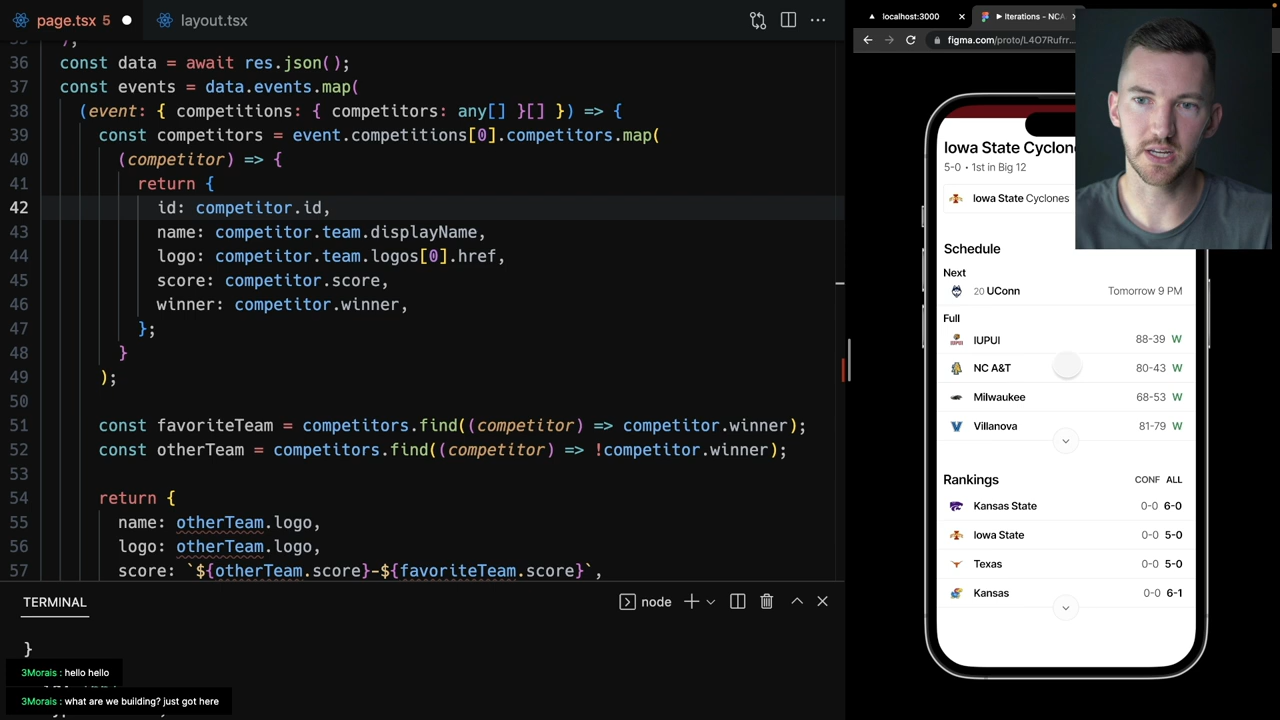 page.tsx 5
layout.tsx
36 const data = await res.json();
37 const events = data.events.map(
38 (event: { competitions: { competitors: any[] }[] }) => {
39 const competitors = event.competitions[0].competitors.map(
40 (competitor) => {
41 return {
42 id: competitor.id,
43 name: competitor.team.displayName,
44 logo: competitor.team.logos[0].href,
45 score: competitor.score,
46 winner: competitor.winner,
47 };
48 }
49 );
50
51 const favoriteTeam = competitors.find((competitor) => competitor.winner);
52 const otherTeam = competitors.find((competitor) => !competitor.winner);
53
54 return {
55 name: otherTeam.logo,
56 logo: otherTeam.logo,
57 score: `${otherTeam.score}-${favoriteTeam.score}`,
TERMINAL
node
}
3Morais : hello hello
3Morais : what are we building? just got here
localhost:3000
Iterations - NCA
figma.com/proto/L4O7Rufrr...
Iowa State Cyclon
5-0 • 1st in Big 12
Iowa State Cyclones
Schedule
Next
20 UConn Tomorrow 9 PM
Full
IUPUI 88-39 W
NC A&T 80-43 W
Milwaukee 68-53 W
Villanova 81-79 W
Rankings CONF ALL
Kansas State 0-0 6-0
Iowa State 0-0 5-0
Texas 0-0 5-0
Kansas 0-0 6-1